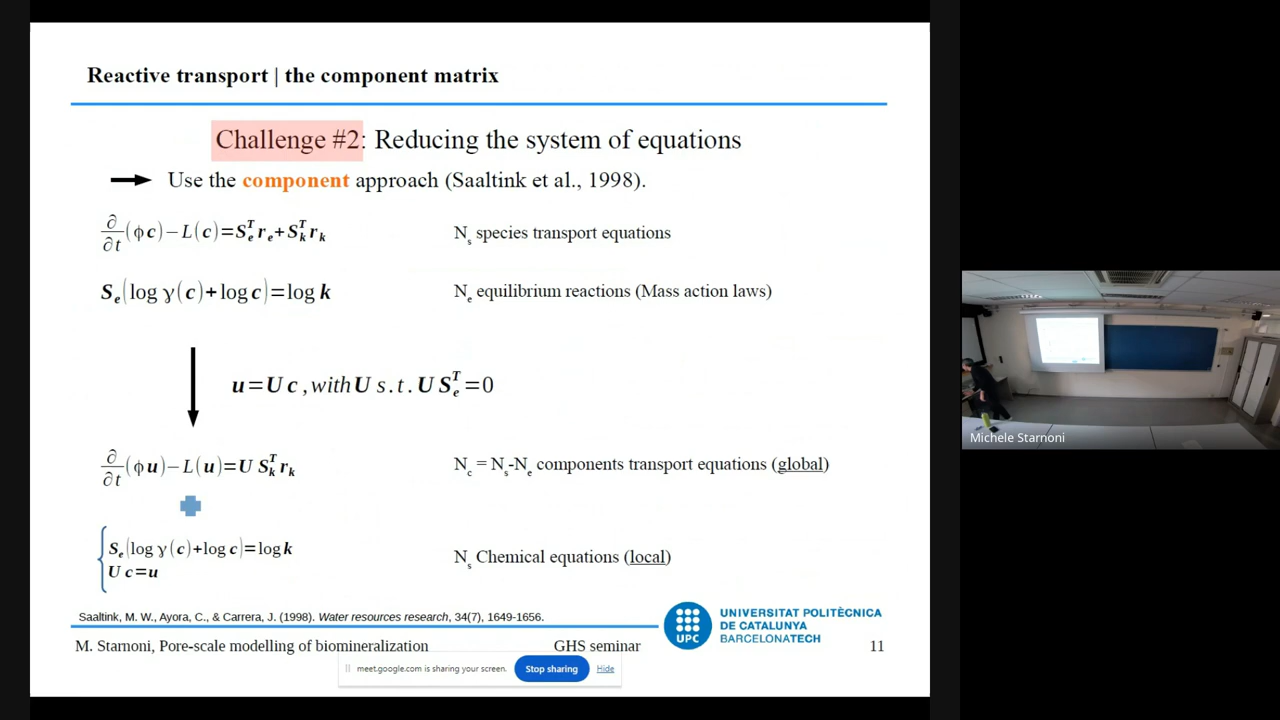 Reactive transport | the component matrix
Challenge #2: Reducing the system of equations
Use the component approach (Saaltink et al., 1998).
∂/∂t(ϕc)−L(c)=S_e^T r_e+S_k^T r_k
N_s species transport equations
S_e(log γ(c)+log c)=log k
N_e equilibrium reactions (Mass action laws)
u=U c ,with U s.t. U S_e^T=0
∂/∂t(ϕu)−L(u)=U S_k^T r_k
N_c = N_s-N_e components transport equations (global)
S_e(log γ(c)+log c)=log k
U c=u
N_s Chemical equations (local)
Saaltink, M. W., Ayora, C., & Carrera, J. (1998). Water resources research, 34(7), 1649-1656.
UPC
UNIVERSITAT POLITÈCNICA
DE CATALUNYA
BARCELONATECH
M. Starnoni, Pore-scale modelling of biomineralization
GHS seminar
11
meet.google.com is sharing your screen.
Stop sharing
Hide
Michele Starnoni